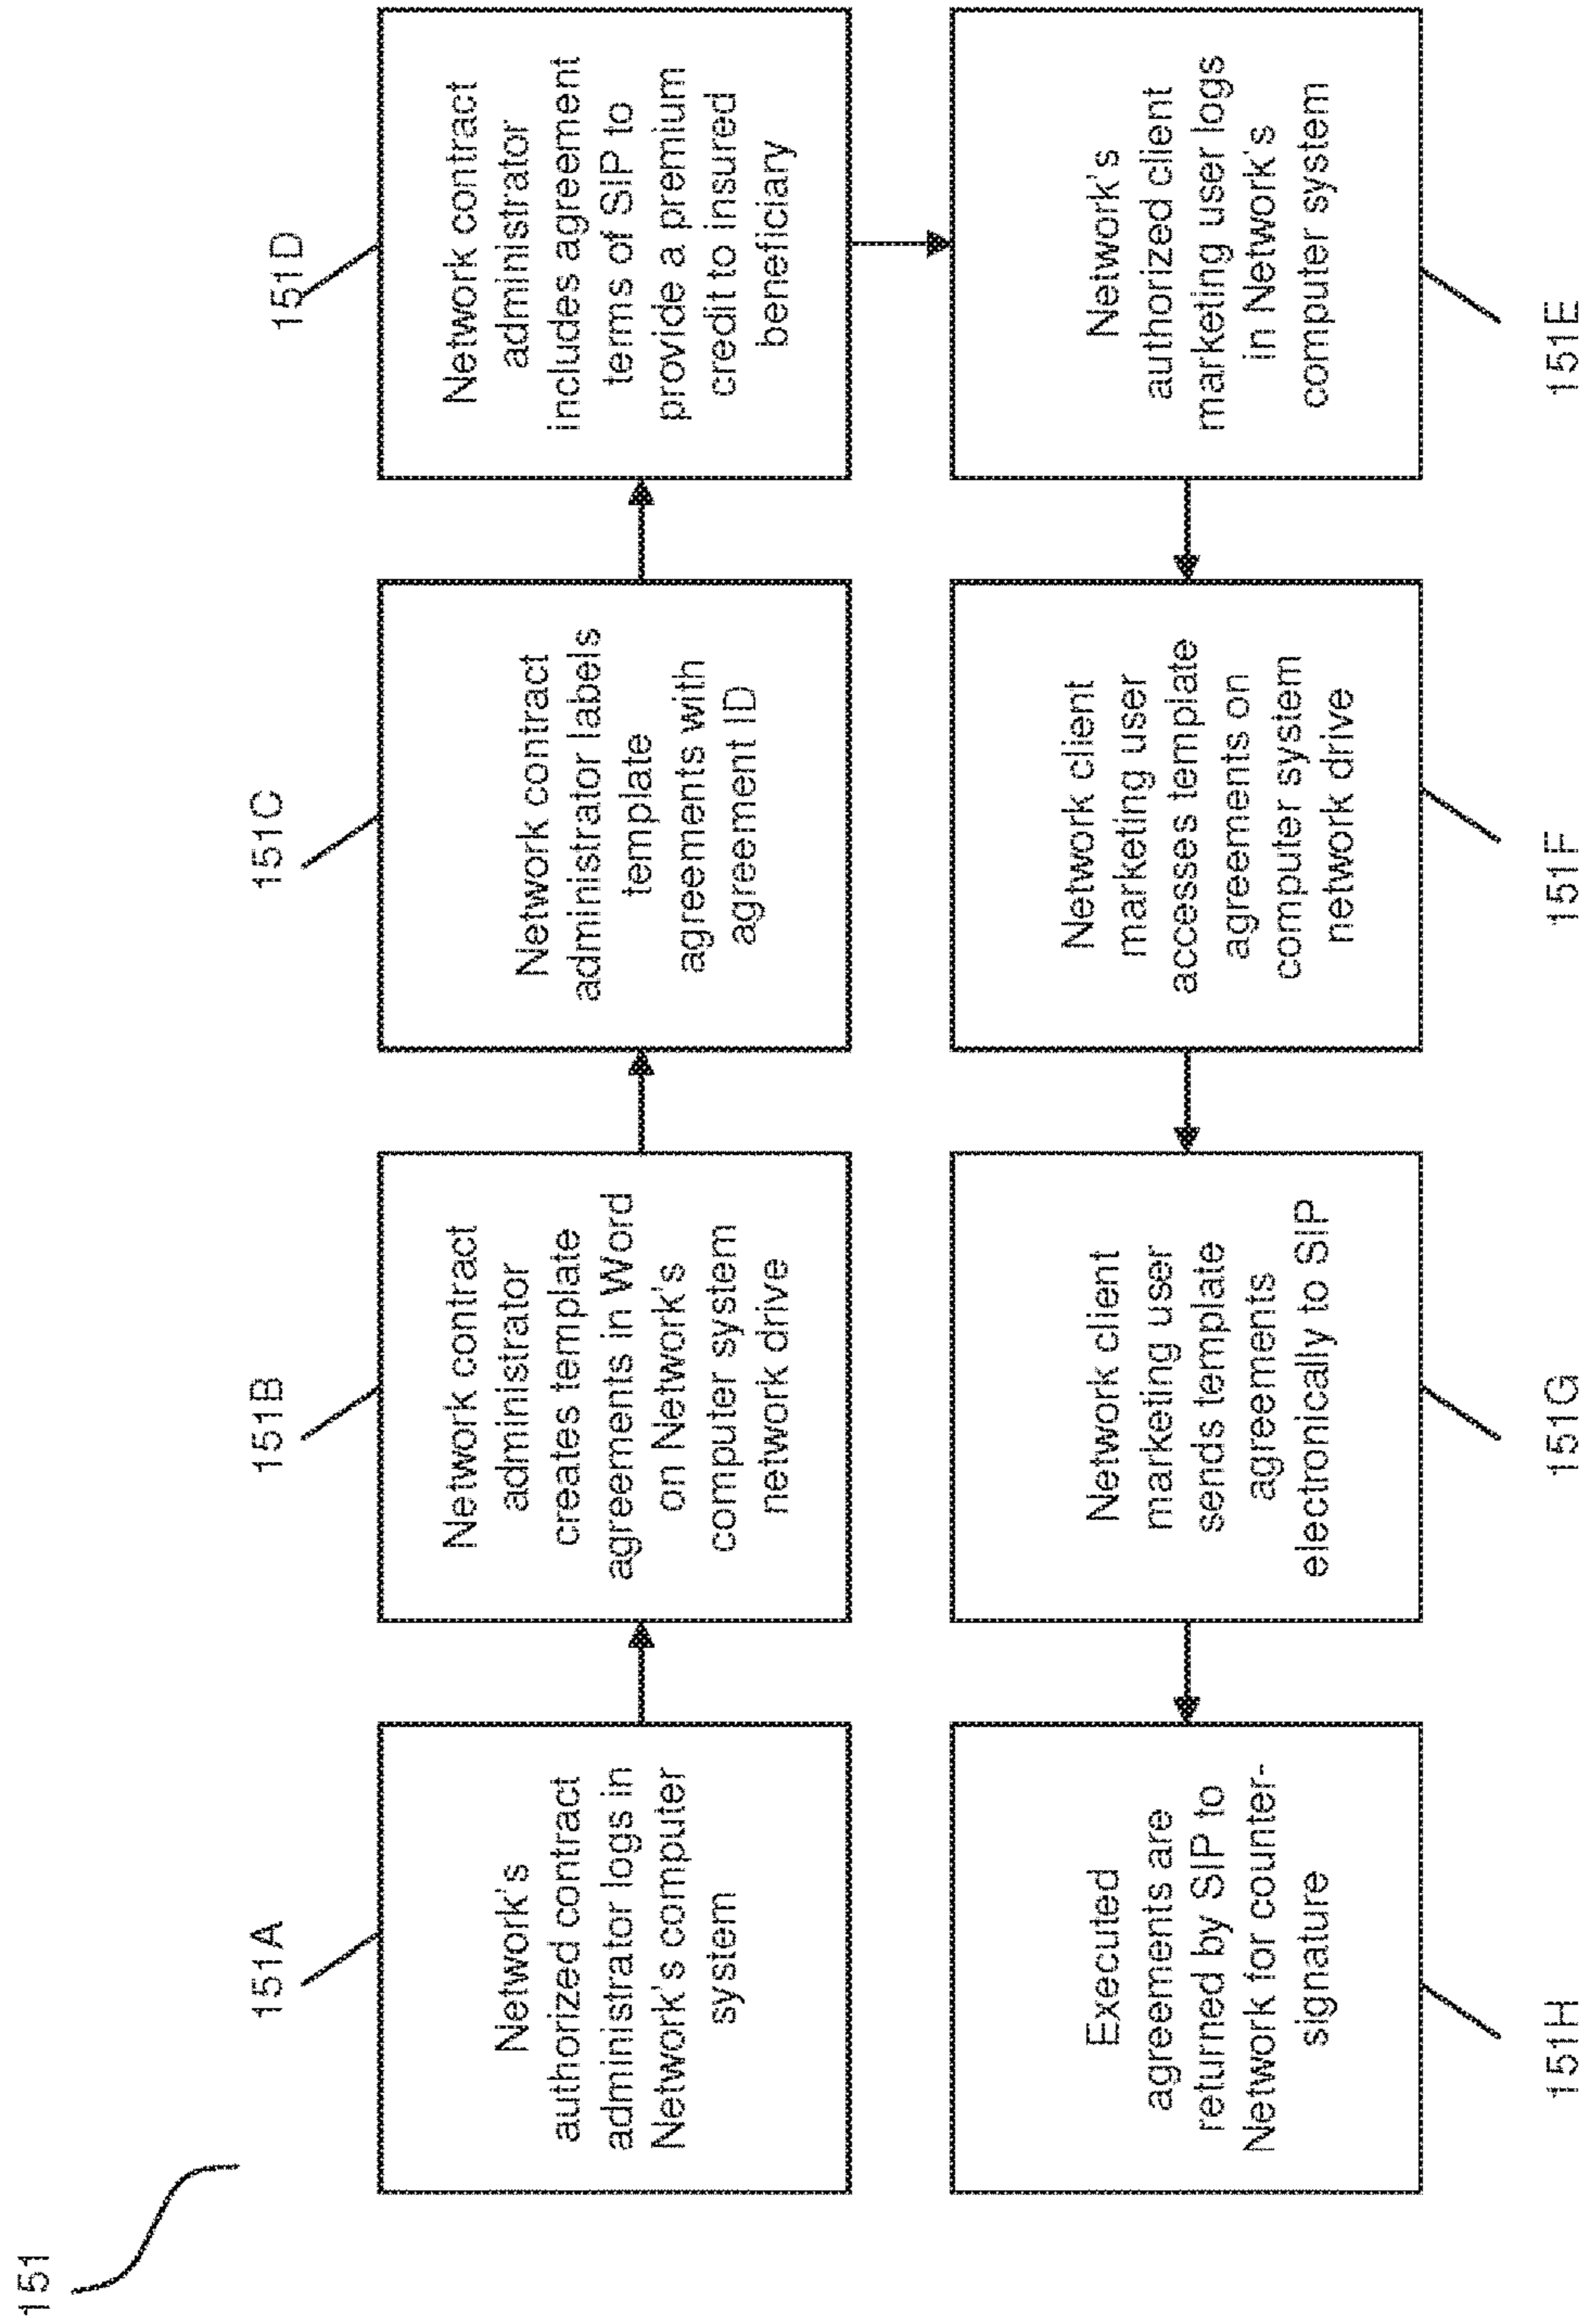 151
151A
Network's
authorized contract
administrator logs in
Network's computer
system
151B
Network contract
administrator
creates template
agreements in Word
on Network's
computer system
network drive
151C
Network contract
administrator labels
template
agreements with
agreement ID
151D
Network contract
administrator
includes agreement
terms of SIP to
provide a premium
credit to insured
beneficiary
Network's
authorized client
marketing user logs
in Network's
computer system
151E
Network client
marketing user
accesses template
agreements on
computer system
network drive
151F
Network client
marketing user
sends template
agreements
electronically to SIP
151G
Executed
agreements are
returned by SIP to
Network for counter-
signature
151H